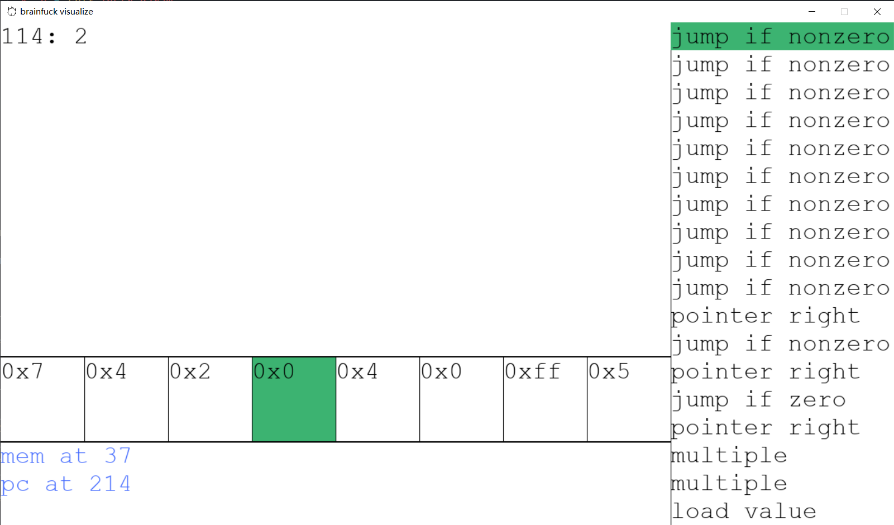 brainfuck visualize
114: 2
jump if nonzero
jump if nonzero
jump if nonzero
jump if nonzero
jump if nonzero
jump if nonzero
jump if nonzero
jump if nonzero
jump if nonzero
jump if nonzero
pointer right
jump if nonzero
pointer right
jump if zero
pointer right
multiple
multiple
load value
0x7 0x4 0x2 0x0 0x4 0x0 0xff 0x5
mem at 37
pc at 214